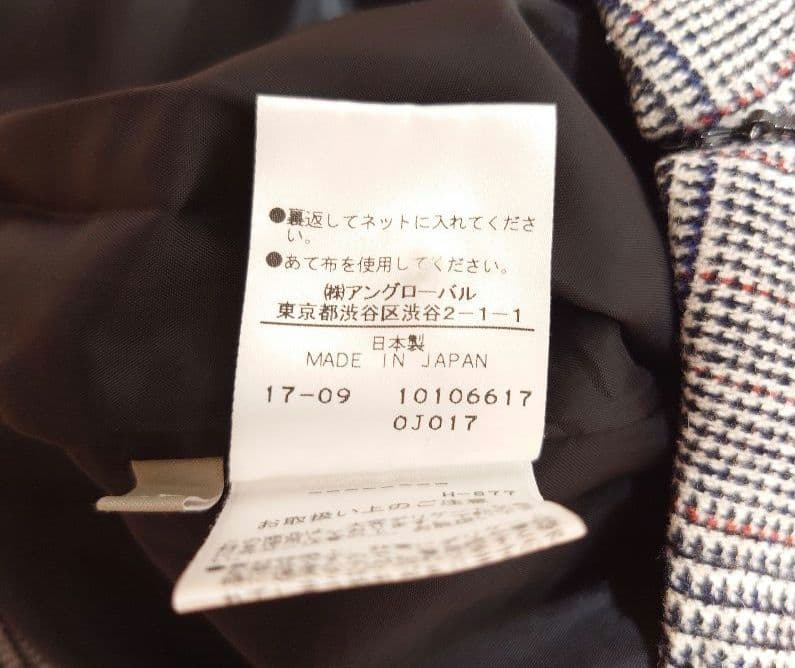 ●裏返してネットに入れてくださ
い。
●あて布を使用してください。
㈱アングローバル
東京都渋谷区渋谷2-1-1
日本製
MADE IN JAPAN
17-09 10106617
0J017
H-877
お取扱い上のご注意